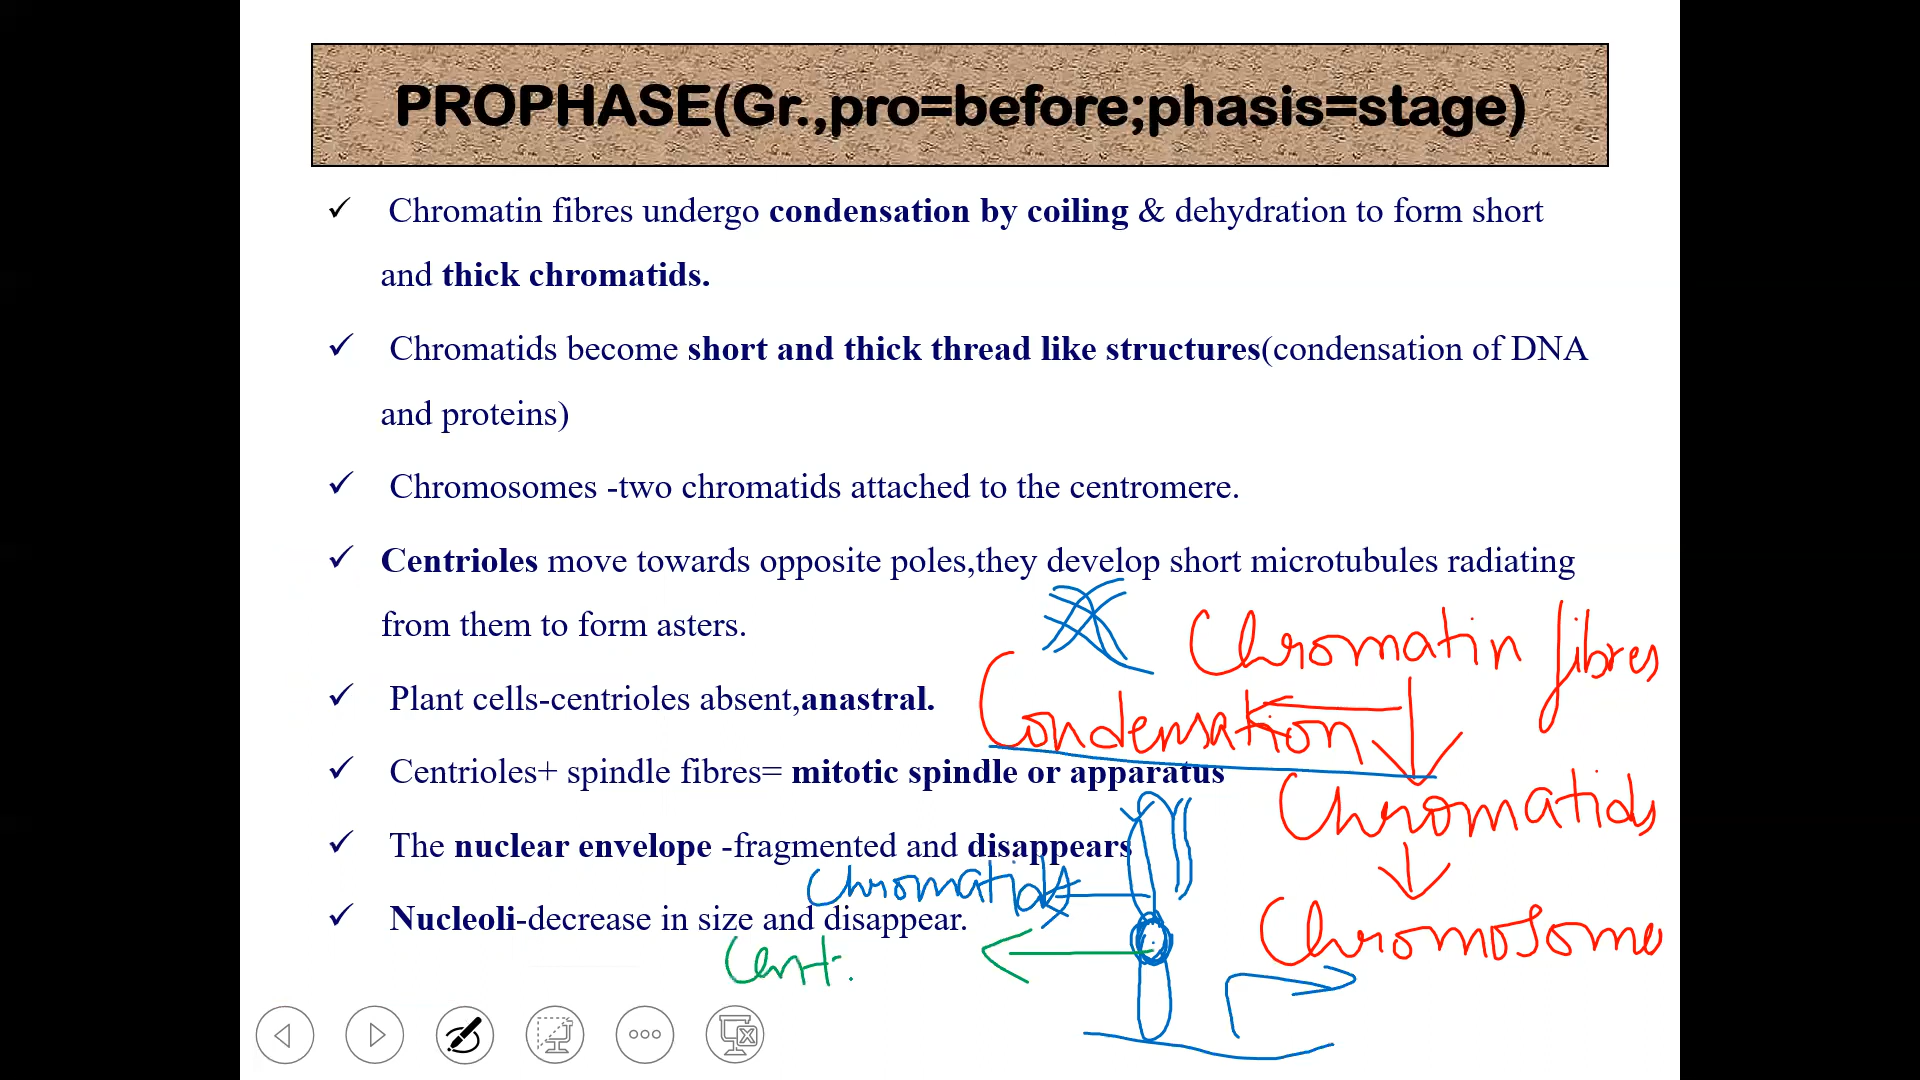 PROPHASE(Gr.,pro=before;phasis=stage)
✓ Chromatin fibres undergo condensation by coiling & dehydration to form short
and thick chromatids.
✓ Chromatids become short and thick thread like structures(condensation of DNA
and proteins)
✓ Chromosomes -two chromatids attached to the centromere.
✓ Centrioles move towards opposite poles,they develop short microtubules radiating
from them to form asters.
Chromatin fibres
✓ Plant cells-centrioles absent,anastral.
Condensation
✓ Centrioles+ spindle fibres= mitotic spindle or apparatus
Chromatids
✓ The nuclear envelope -fragmented and disappears
Chromatids
✓ Nucleoli-decrease in size and disappear.
Chromosome
Cent.